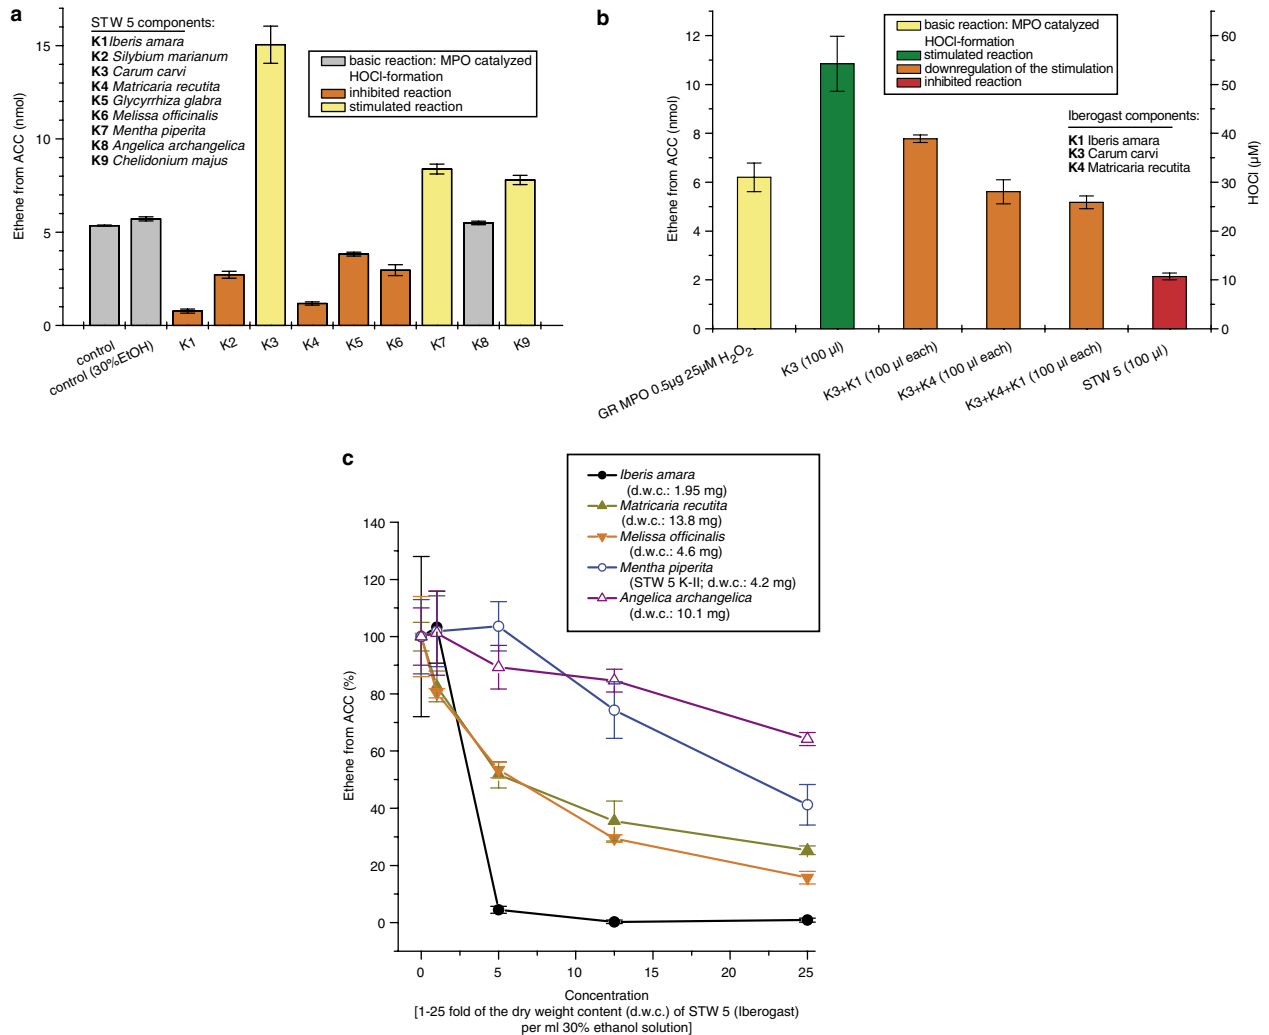 a
STW 5 components:
K1 Iberis amara
K2 Silybium marianum
K3 Carum carvi
K4 Matricaria recutita
K5 Glycyrrhiza glabra
K6 Melissa officinalis
K7 Mentha piperita
K8 Angelica archangelica
K9 Chelidonium majus
basic reaction: MPO catalyzed
HOCl-formation
inhibited reaction
stimulated reaction
Ethene from ACC (nmol)
15
10
5
0
control
control (30%EtOH)
K1
K2
K3
K4
K5
K6
K7
K8
K9
b
basic reaction: MPO catalyzed
HOCl-formation
stimulated reaction
downregulation of the stimulation
inhibited reaction
Iberogast components:
K1 Iberis amara
K3 Carum carvi
K4 Matricaria recutita
Ethene from ACC (nmol)
12
10
8
6
4
2
0
HOCl (µM)
60
50
40
30
20
10
0
GR MPO 0.5µg 25µM H2O2
K3 (100 µl)
K3+K1 (100 µl each)
K3+K4 (100 µl each)
K3+K4+K1 (100 µl each)
STW 5 (100 µl)
c
Iberis amara
(d.w.c.: 1.95 mg)
Matricaria recutita
(d.w.c.: 13.8 mg)
Melissa officinalis
(d.w.c.: 4.6 mg)
Mentha piperita
(STW 5 K-II; d.w.c.: 4.2 mg)
Angelica archangelica
(d.w.c.: 10.1 mg)
Ethene from ACC (%)
140
120
100
80
60
40
20
0
0
5
10
15
20
25
Concentration
[1-25 fold of the dry weight content (d.w.c.) of STW 5 (Iberogast)
per ml 30% ethanol solution]